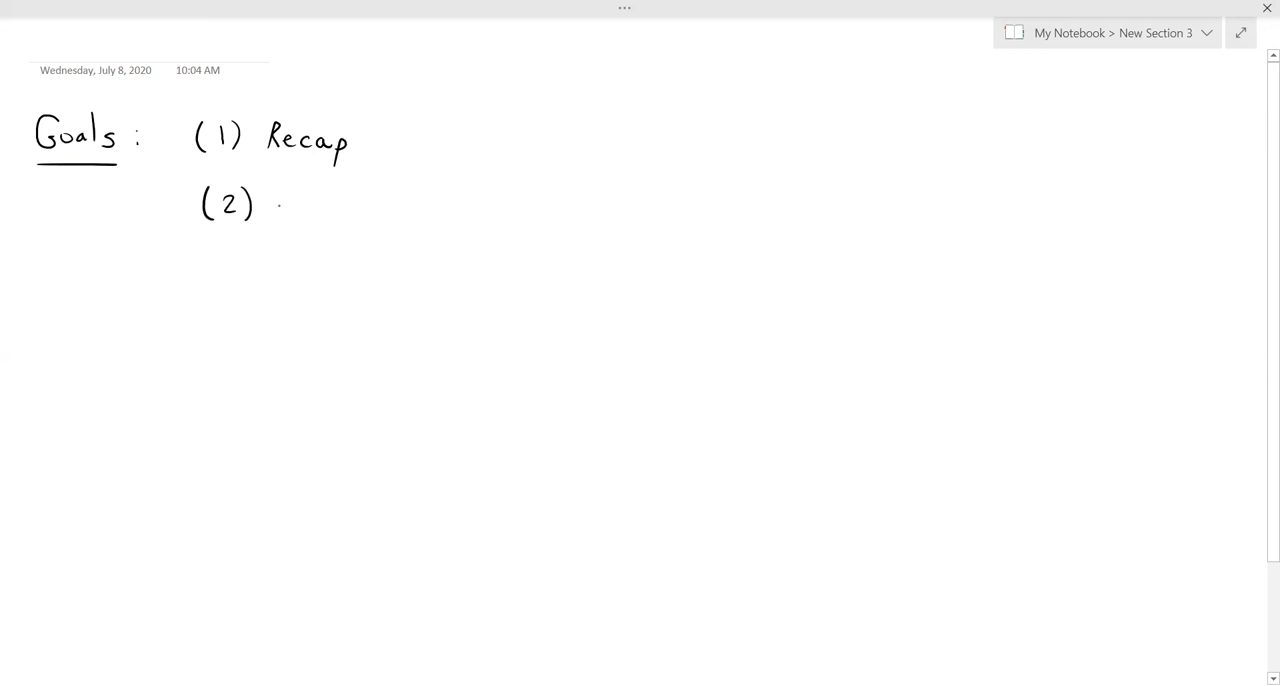 My Notebook > New Section 3
Wednesday, July 8, 2020 10:04 AM
Goals : (1) Recap
(2)